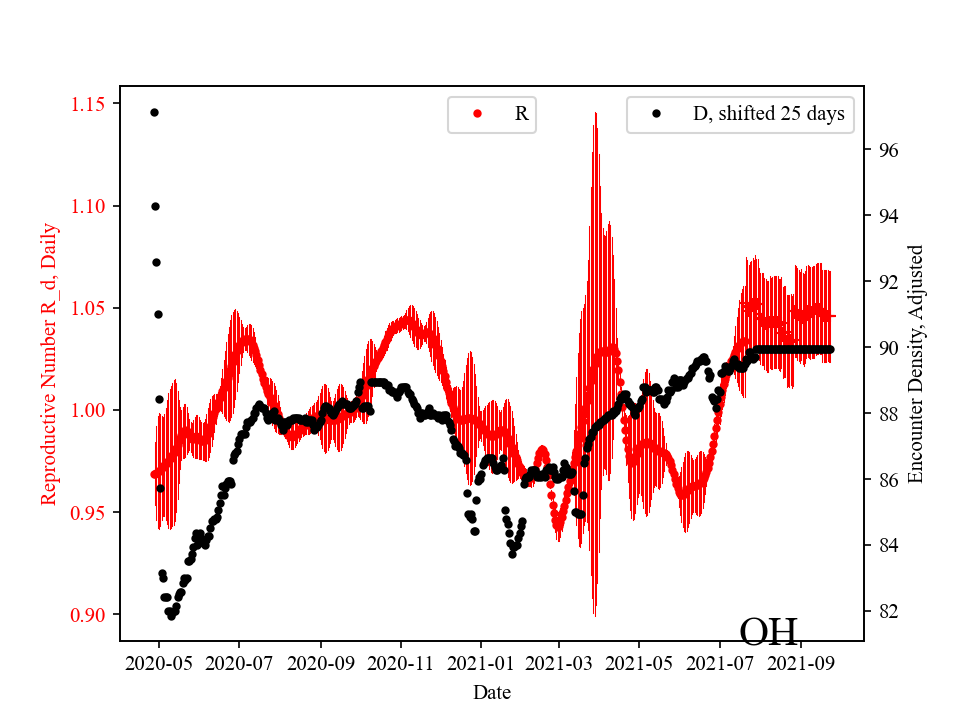 R
D, shifted 25 days
1.15
1.10
1.05
1.00
0.95
0.90
Reproductive Number R_d, Daily
96
94
92
90
88
86
84
82
Encounter Density, Adjusted
OH
2020-05 2020-07 2020-09 2020-11 2021-01 2021-03 2021-05 2021-07 2021-09
Date